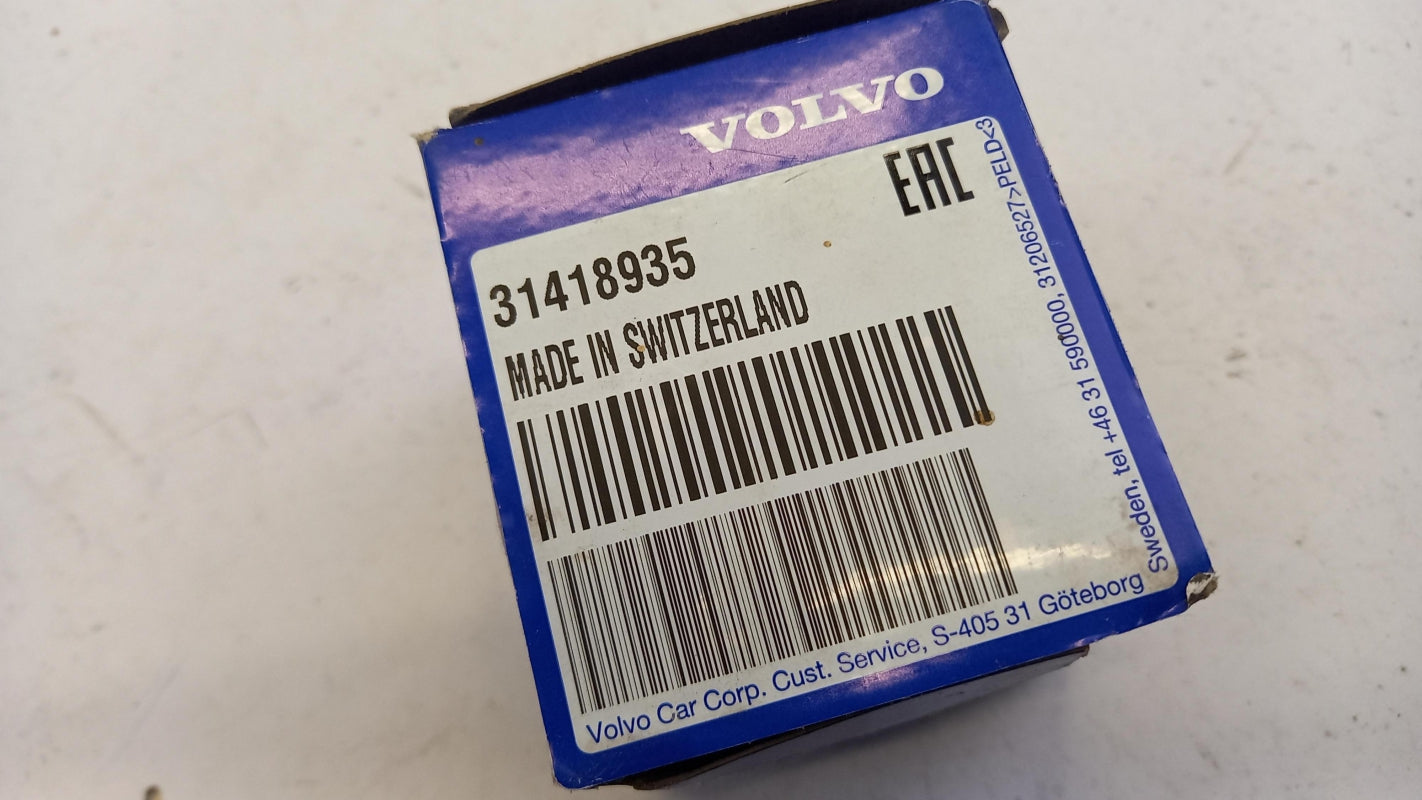 VOLVO
EAC
31418935
MADE IN SWITZERLAND
Volvo Car Corp. Cust. Service, S-405 31 Göteborg
Sweden, tel +46 31 590000, 31206527>PELD<3